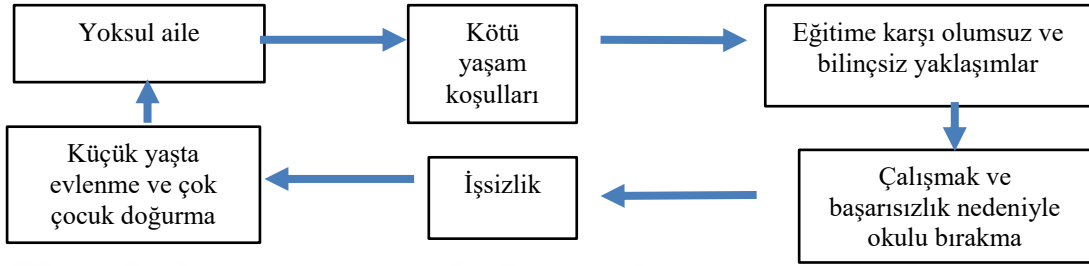 Yoksul aile
Kötü
yaşam
koşulları
Eğitime karşı olumsuz ve
bilinçsiz yaklaşımlar
Çalışmak ve
başarısızlık nedeniyle
okulu bırakma
İşsizlik
Küçük yaşta
evlenme ve çok
çocuk doğurma